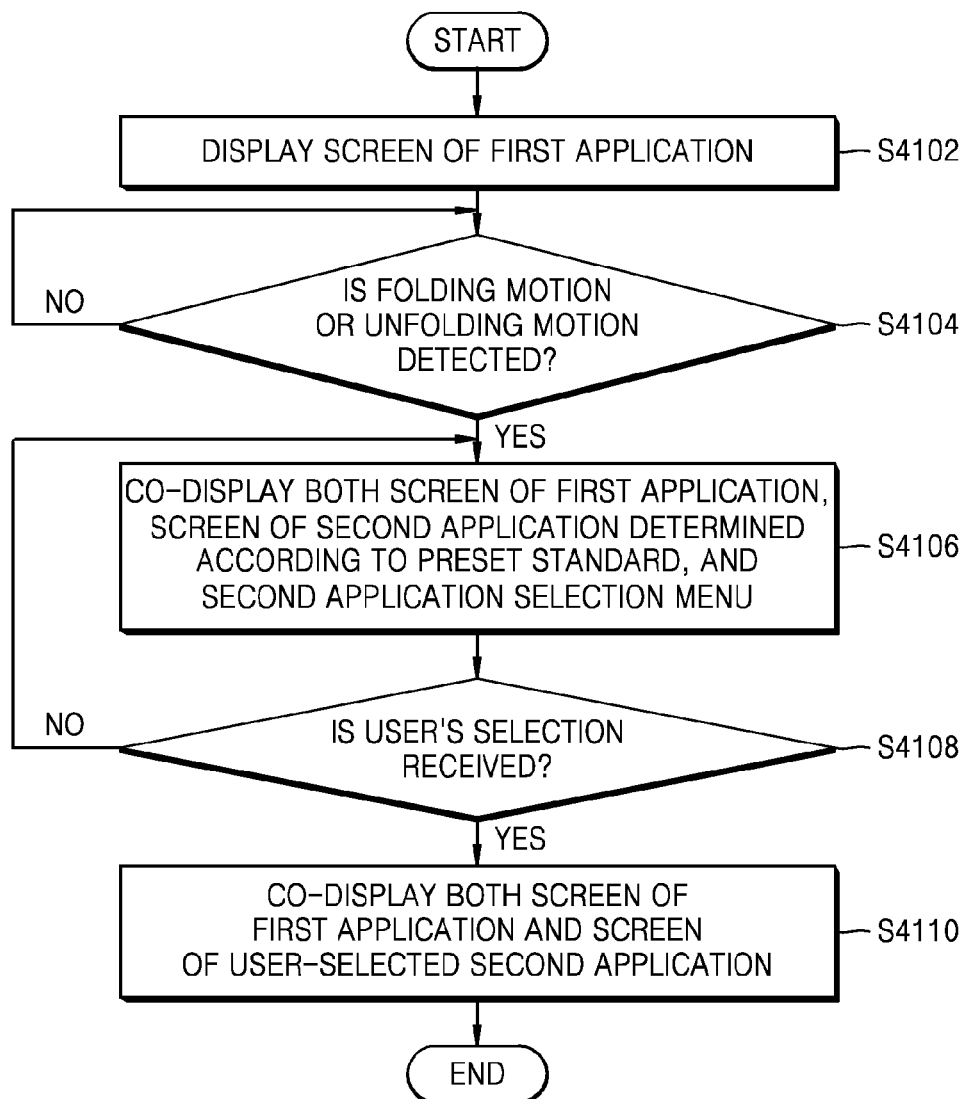 START
DISPLAY SCREEN OF FIRST APPLICATION
S4102
IS FOLDING MOTION
OR UNFOLDING MOTION
DETECTED?
S4104
NO
YES
CO-DISPLAY BOTH SCREEN OF FIRST APPLICATION,
SCREEN OF SECOND APPLICATION DETERMINED
ACCORDING TO PRESET STANDARD, AND
SECOND APPLICATION SELECTION MENU
S4106
IS USER'S SELECTION
RECEIVED?
S4108
NO
YES
CO-DISPLAY BOTH SCREEN OF
FIRST APPLICATION AND SCREEN
OF USER-SELECTED SECOND APPLICATION
S4110
END